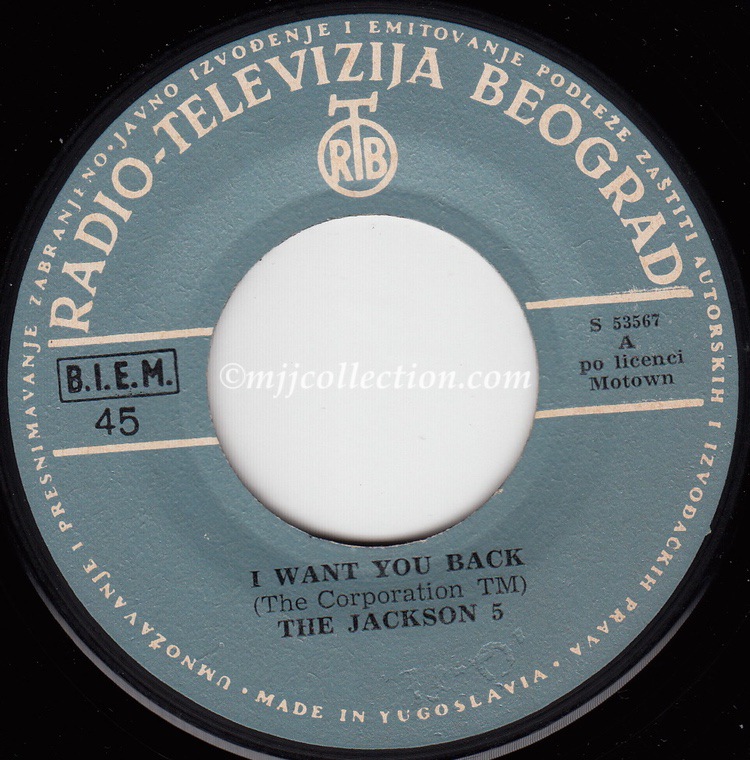 UMNOŽAVANJE I PRESNIMAVANJE ZABRANJENO · JAVNO IZVOĐENJE I EMITOVANJE PODLEŽE ZAŠTITI AUTORSKIH I IZVOĐAČKIH PRAVA ·
MADE IN YUGOSLAVIA ·
RADIO-TELEVIZIJA BEOGRAD
RTB
B.I.E.M.
45
S 53567
A
po licenci
Motown
©mjjcollection.com
I WANT YOU BACK
(The Corporation TM)
THE JACKSON 5